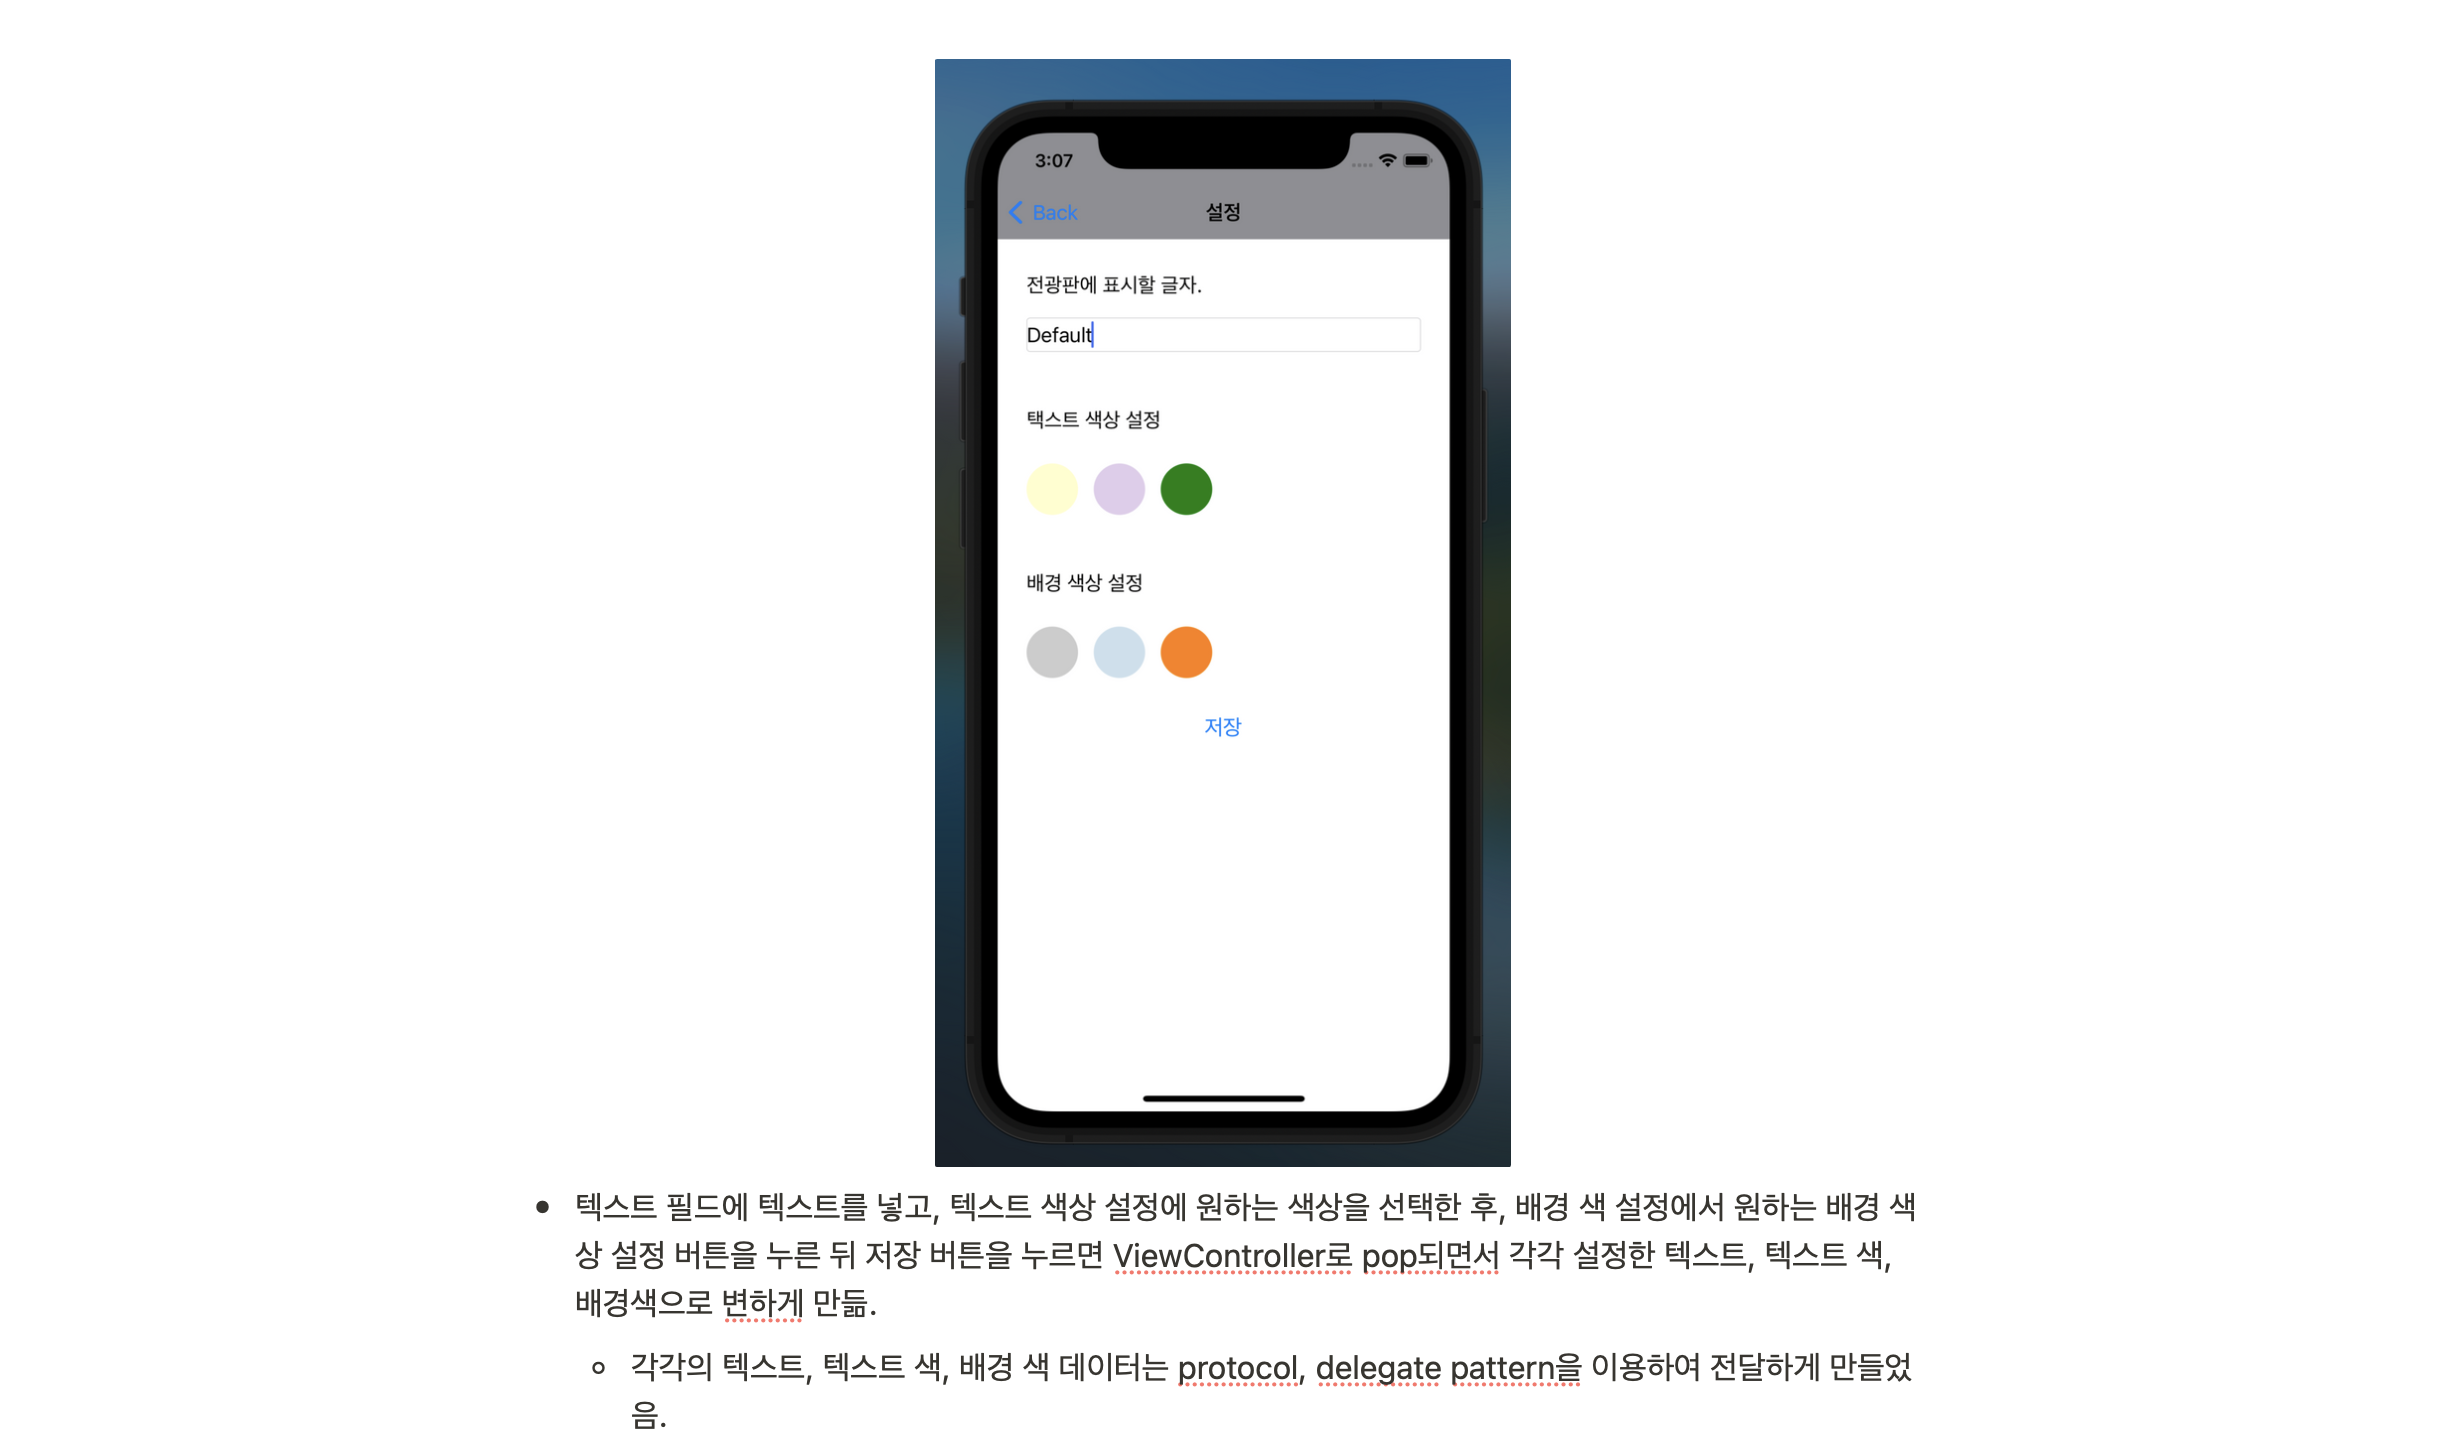 3:07
Back
설정
전광판에 표시할 글자.
Default
택스트 색상 설정
배경 색상 설정
저장
텍스트 필드에 텍스트를 넣고, 텍스트 색상 설정에 원하는 색상을 선택한 후, 배경 색 설정에서 원하는 배경 색
상 설정 버튼을 누른 뒤 저장 버튼을 누르면 ViewController로 pop되면서 각각 설정한 텍스트, 텍스트 색,
배경색으로 변하게 만듦.
각각의 텍스트, 텍스트 색, 배경 색 데이터는 protocol, delegate pattern을 이용하여 전달하게 만들었
음.